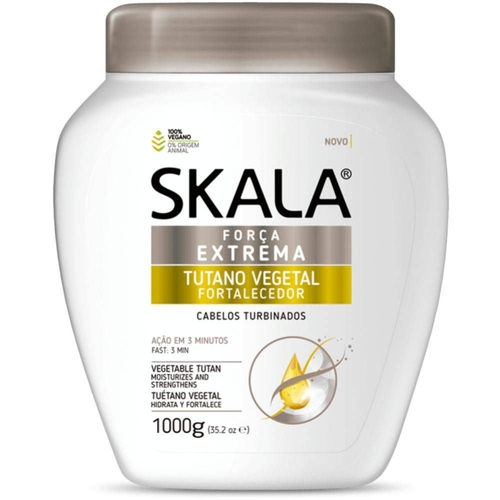 100%
VEGANO
0% ORIGEM
ANIMAL
NOVO
SKALA®
FORÇA
EXTREMA
TUTANO VEGETAL
FORTALECEDOR
CABELOS TURBINADOS
AÇÃO EM 3 MINUTOS
FAST: 3 MIN
VEGETABLE TUTAN
MOISTURIZES AND
STRENGTHENS
TUÉTANO VEGETAL
HIDRATA Y FORTALECE
1000g (35.2 oz ℮)